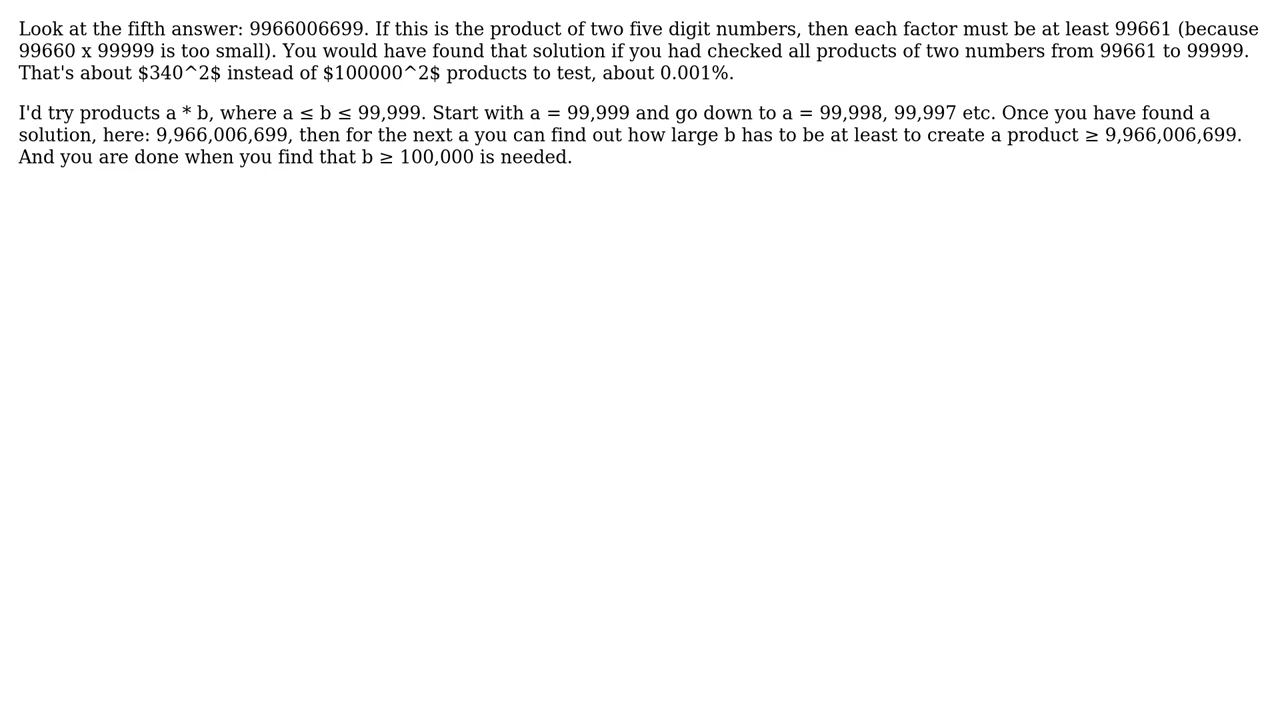 Look at the fifth answer: 9966006699. If this is the product of two five digit numbers, then each factor must be at least 99661 (because
99660 x 99999 is too small). You would have found that solution if you had checked all products of two numbers from 99661 to 99999.
That's about $340^2$ instead of $100000^2$ products to test, about 0.001%.
I'd try products a * b, where a ≤ b ≤ 99,999. Start with a = 99,999 and go down to a = 99,998, 99,997 etc. Once you have found a
solution, here: 9,966,006,699, then for the next a you can find out how large b has to be at least to create a product ≥ 9,966,006,699.
And you are done when you find that b ≥ 100,000 is needed.